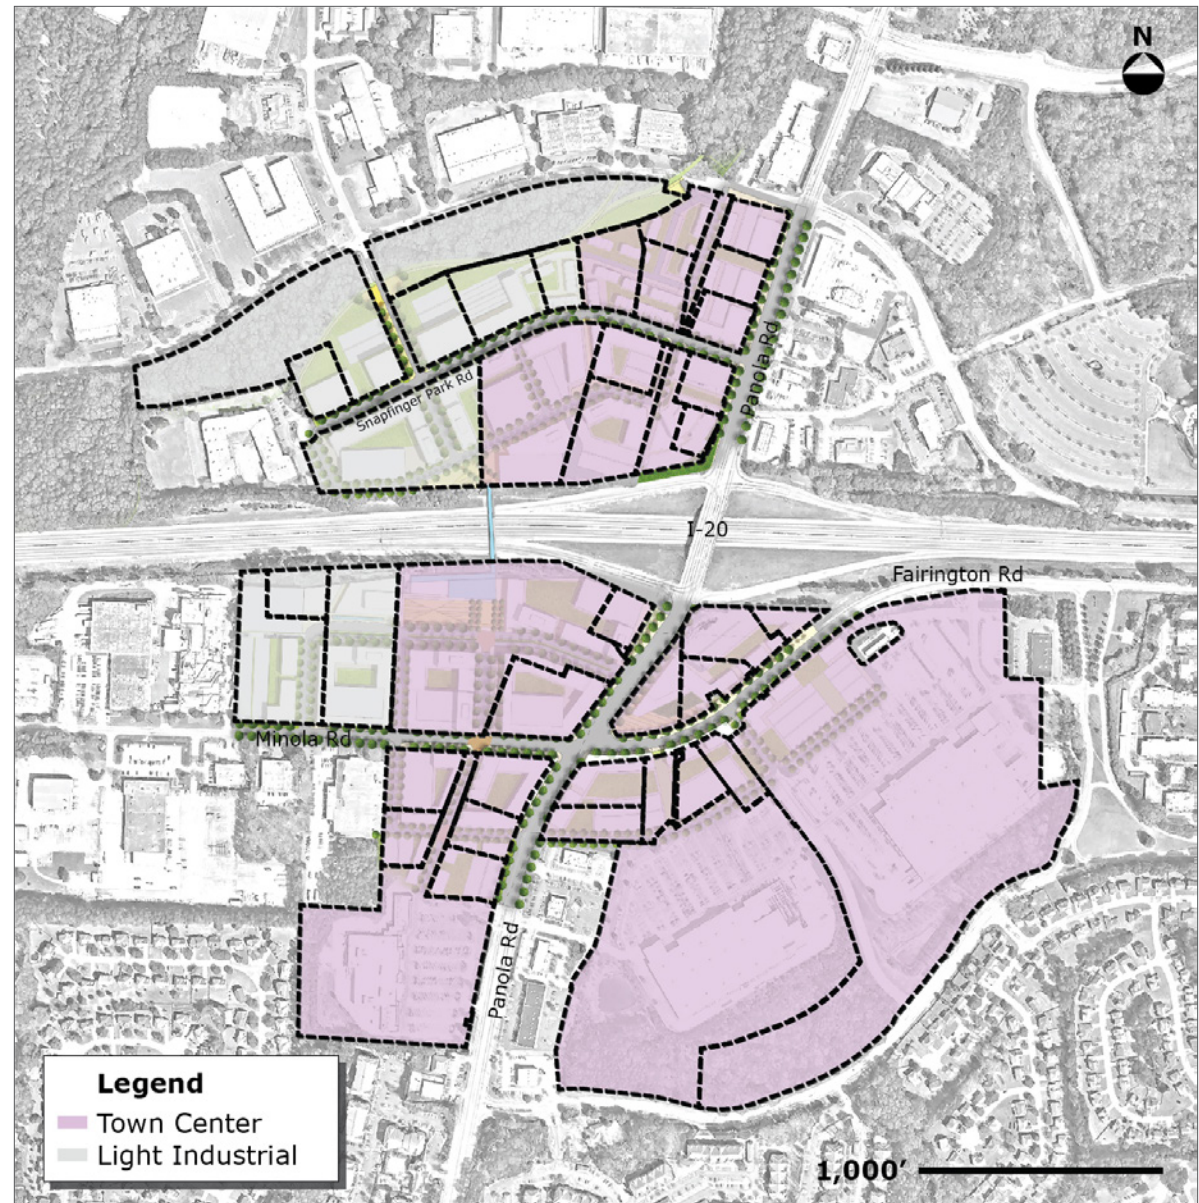 N
Panola Rd
Snapfinger Park Rd
I-20
Fairington Rd
Minola Rd
Panola Rd
Legend
Town Center
Light Industrial
1,000’